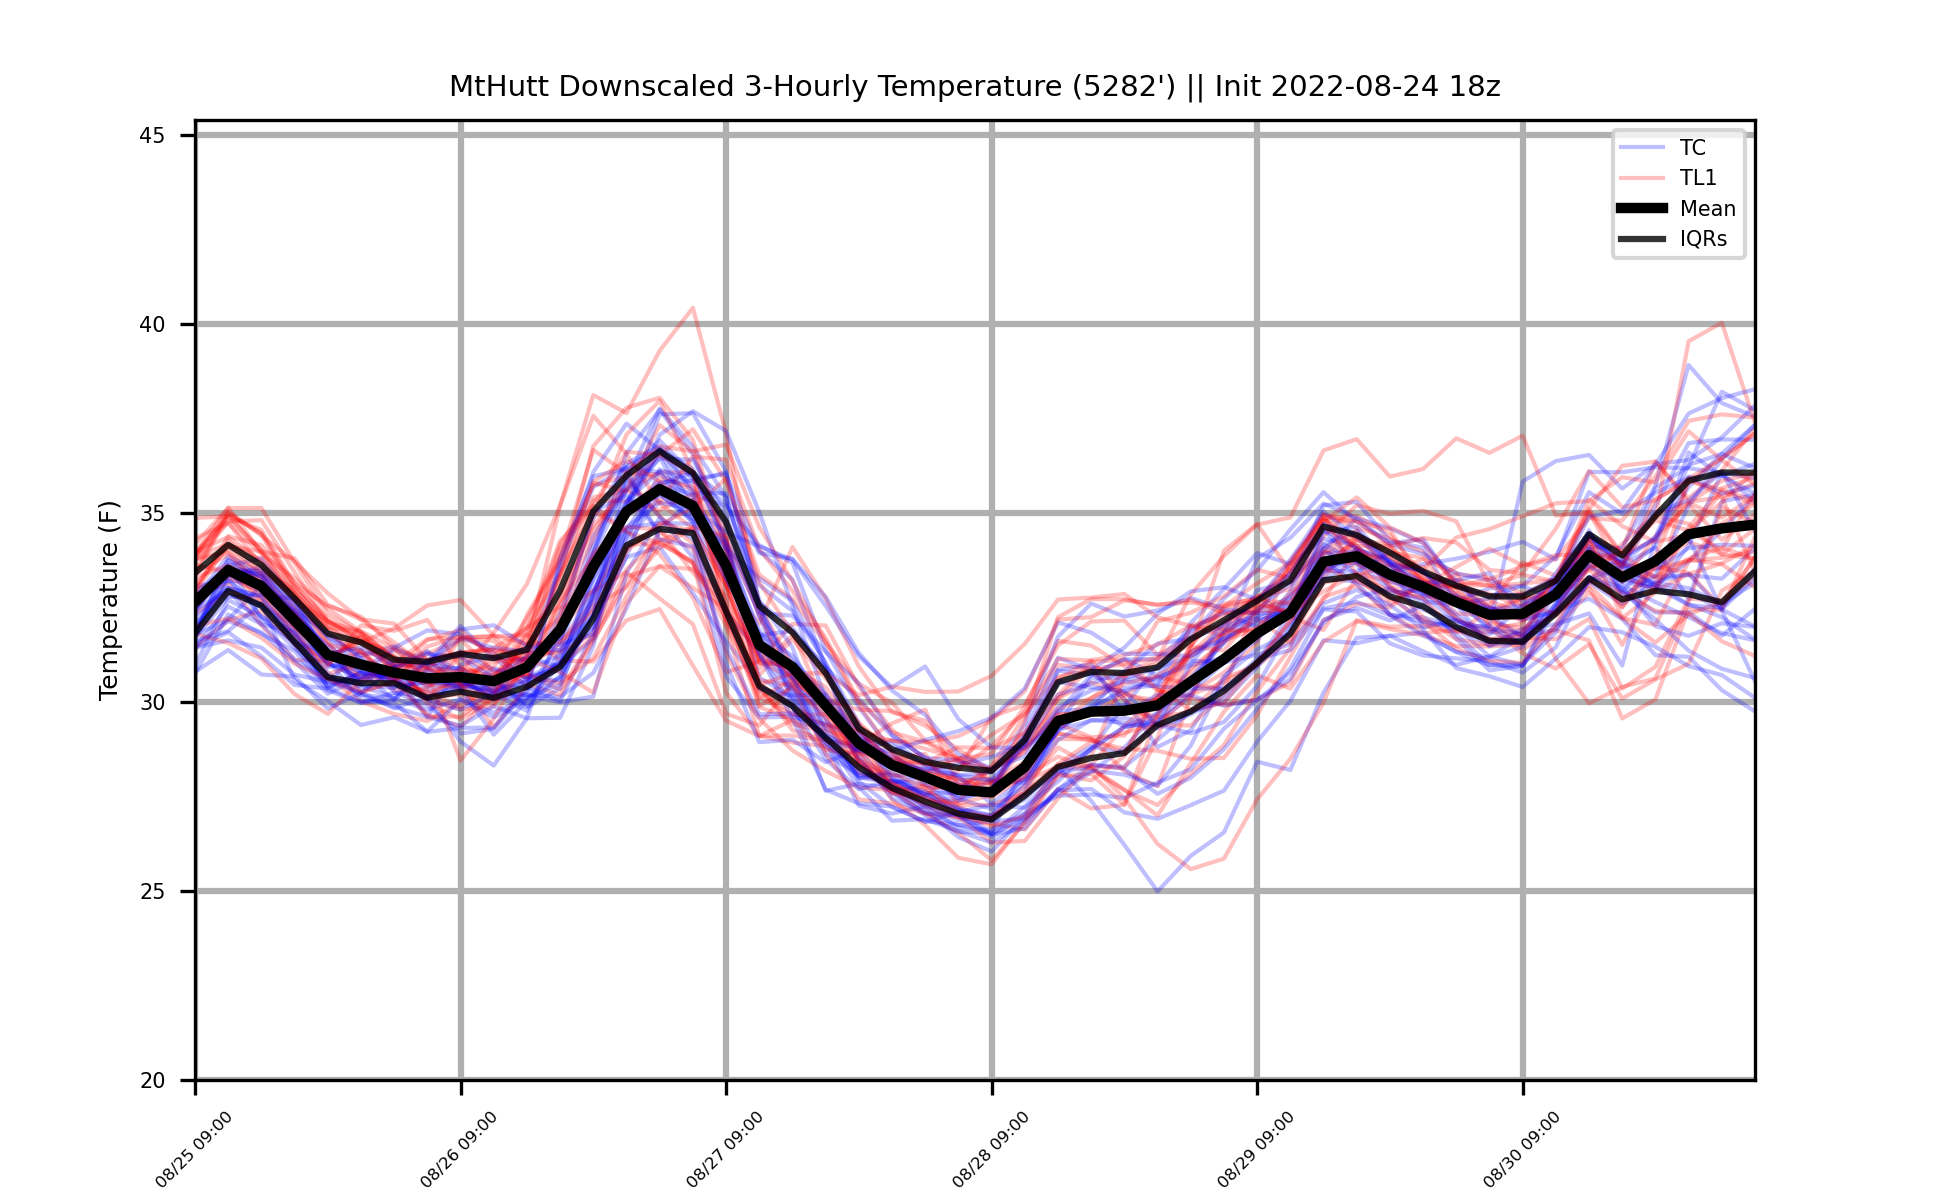 MtHutt Downscaled 3-Hourly Temperature (5282') || Init 2022-08-24 18z
TC
TL1
Mean
IQRs
Temperature (F)
45
40
35
30
25
20
08/25 09:00
08/26 09:00
08/27 09:00
08/28 09:00
08/29 09:00
08/30 09:00